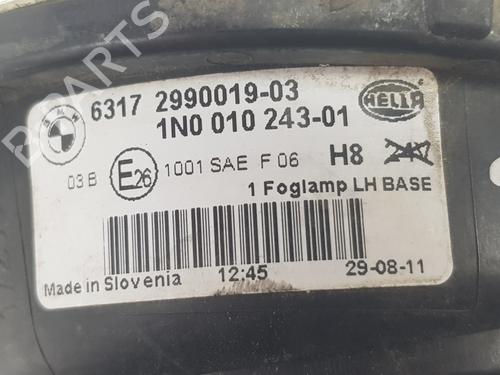 B PARTS
BMW
6317 2990019-03
HELLA
1N0 010 243-01
03 B E26 1001 SAE F 06 H8
1 Foglamp LH BASE
Made in Slovenia 12:45 29-08-11